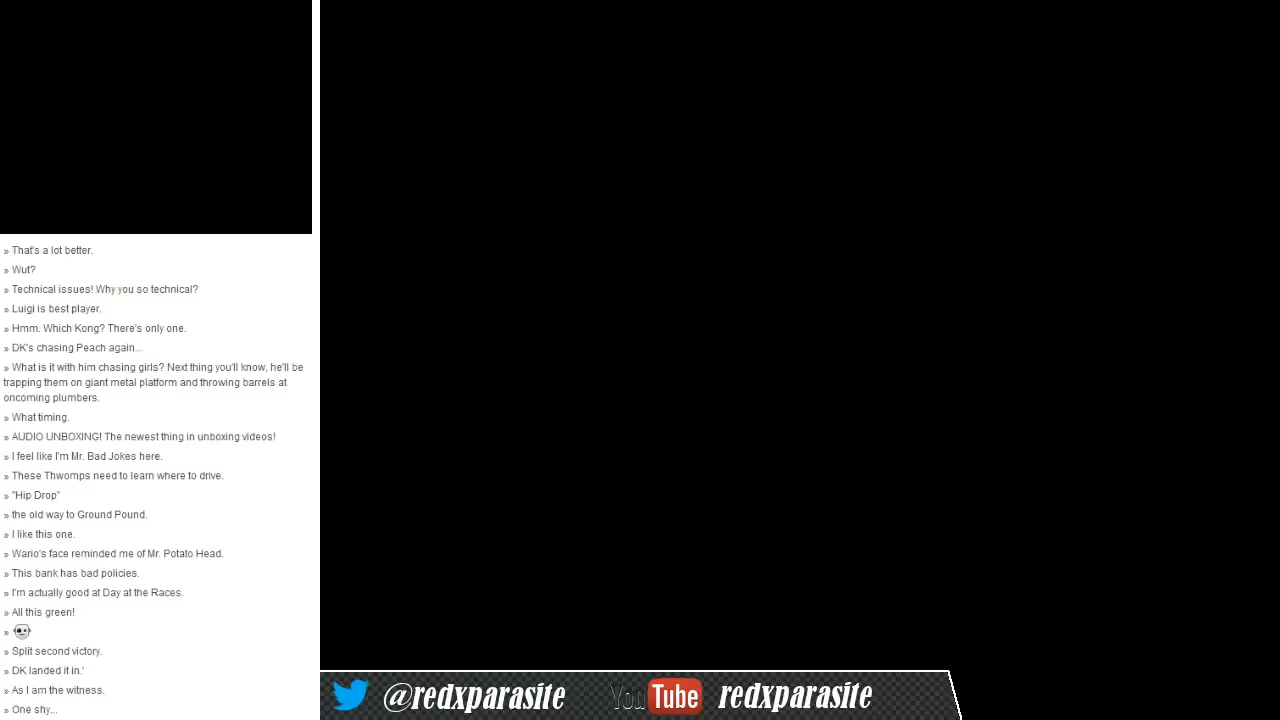 » That's a lot better.
» Wut?
» Technical issues! Why you so technical?
» Luigi is best player.
» Hmm. Which Kong? There's only one.
» DK's chasing Peach again...
» What is it with him chasing girls? Next thing you'll know, he'll be
trapping them on giant metal platform and throwing barrels at
oncoming plumbers.
» What timing.
» AUDIO UNBOXING! The newest thing in unboxing videos!
» I feel like I'm Mr. Bad Jokes here.
» These Thwomps need to learn where to drive.
» "Hip Drop"
» the old way to Ground Pound.
» I like this one.
» Wario's face reminded me of Mr. Potato Head.
» This bank has bad policies.
» I'm actually good at Day at the Races.
» All this green!
»
» Split second victory.
» DK landed it in.'
» As I am the witness.
» One shy...
@redxparasite YouTube redxparasite